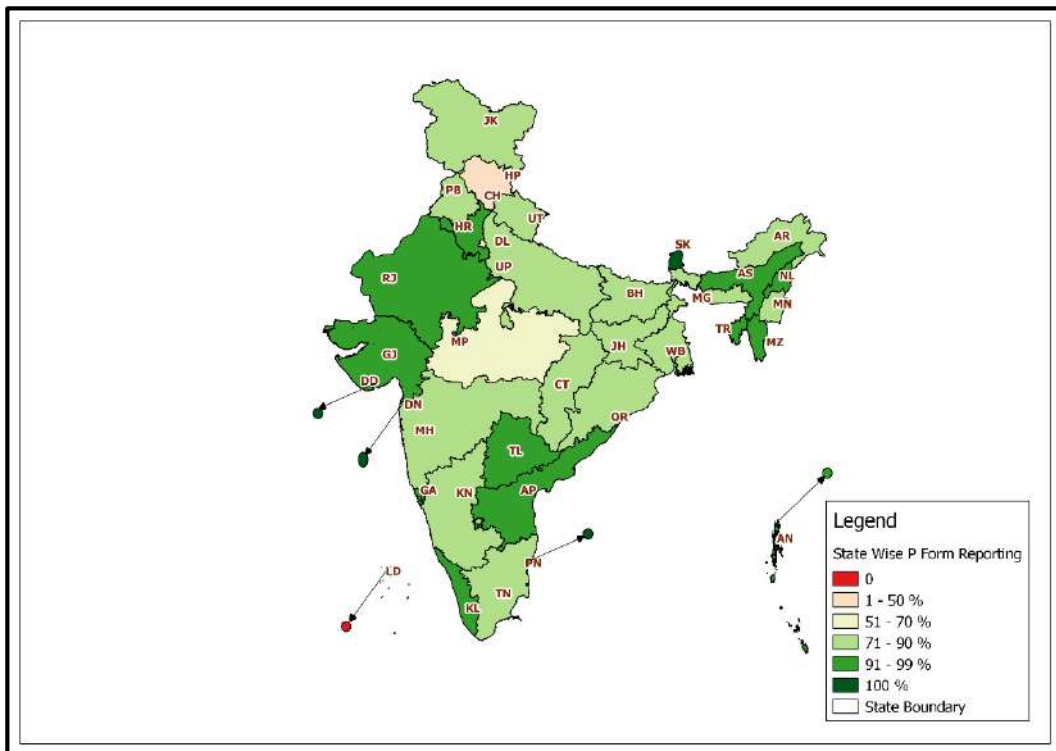 JK
HP
PB
CH
UT
HR
DL
AR
SK
UP
RJ
AS
NL
BH
MG
MN
TR
MP
MZ
JH
WB
GJ
DD
CT
DN
OR
MH
TL
GA
KN
AP
AN
PN
LD
TN
KL
Legend
State Wise P Form Reporting
0
1 - 50 %
51 - 70 %
71 - 90 %
91 - 99 %
100 %
State Boundary